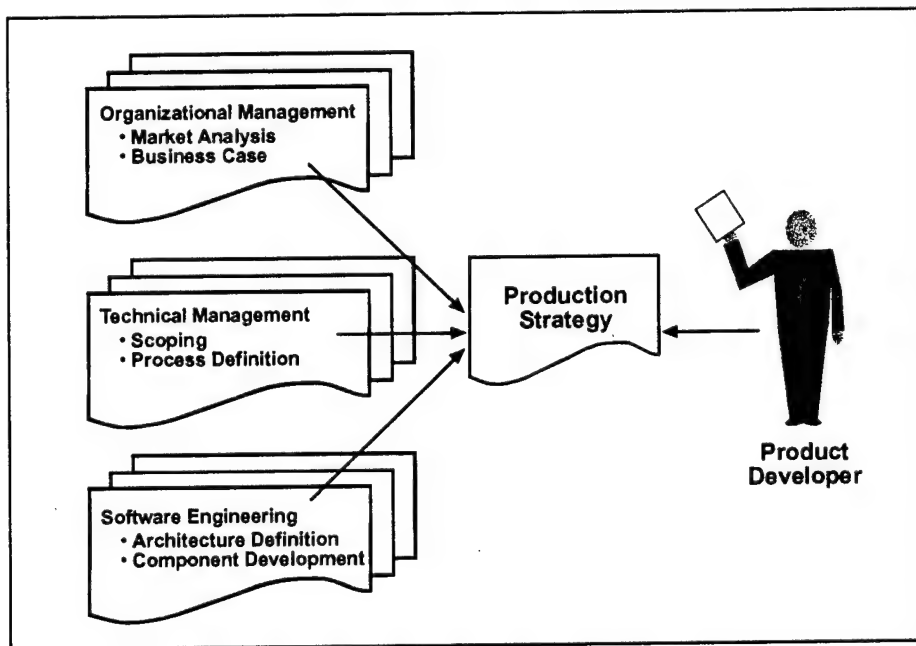 Organizational Management
• Market Analysis
• Business Case
Technical Management
• Scoping
• Process Definition
Software Engineering
• Architecture Definition
• Component Development
Production
Strategy
Product
Developer